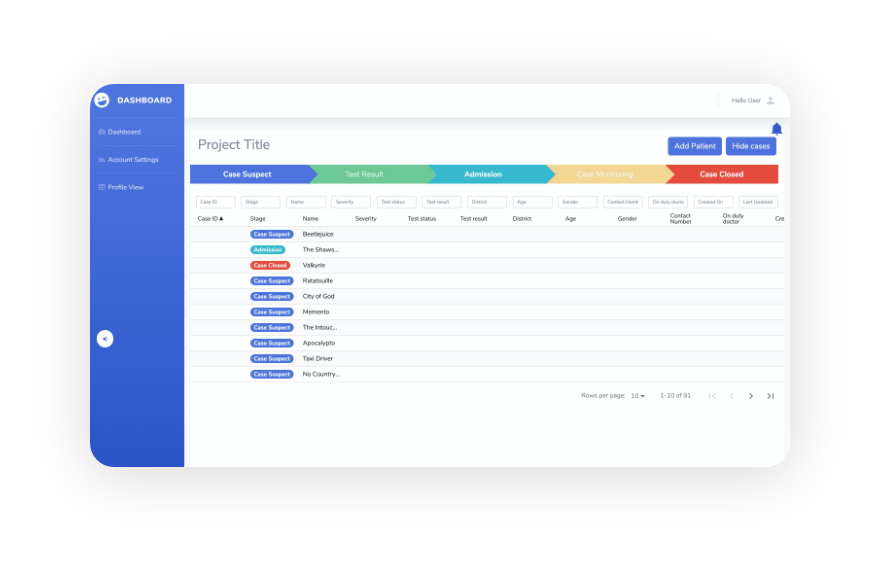 DASHBOARD
Hello User
Dashboard
Account Settings
Profile View
Project Title
Add Patient
Hide cases
Case Suspect
Test Result
Admission
Case Monitoring
Case Closed
Case ID Stage Name Severity Test status Test result District Age Gender Contact Numb On duty docto Created On Last Updated
Case ID Stage Name Severity Test status Test result District Age Gender Contact Number On duty doctor Cre
Case Suspect Beetlejuice
Admission The Shaws...
Case Closed Valkyrie
Case Suspect Ratatouille
Case Suspect City of God
Case Suspect Memento
Case Suspect The Intouc...
Case Suspect Apocalypto
Case Suspect Taxi Driver
Case Suspect No Country...
Rows per page: 10 1-10 of 91